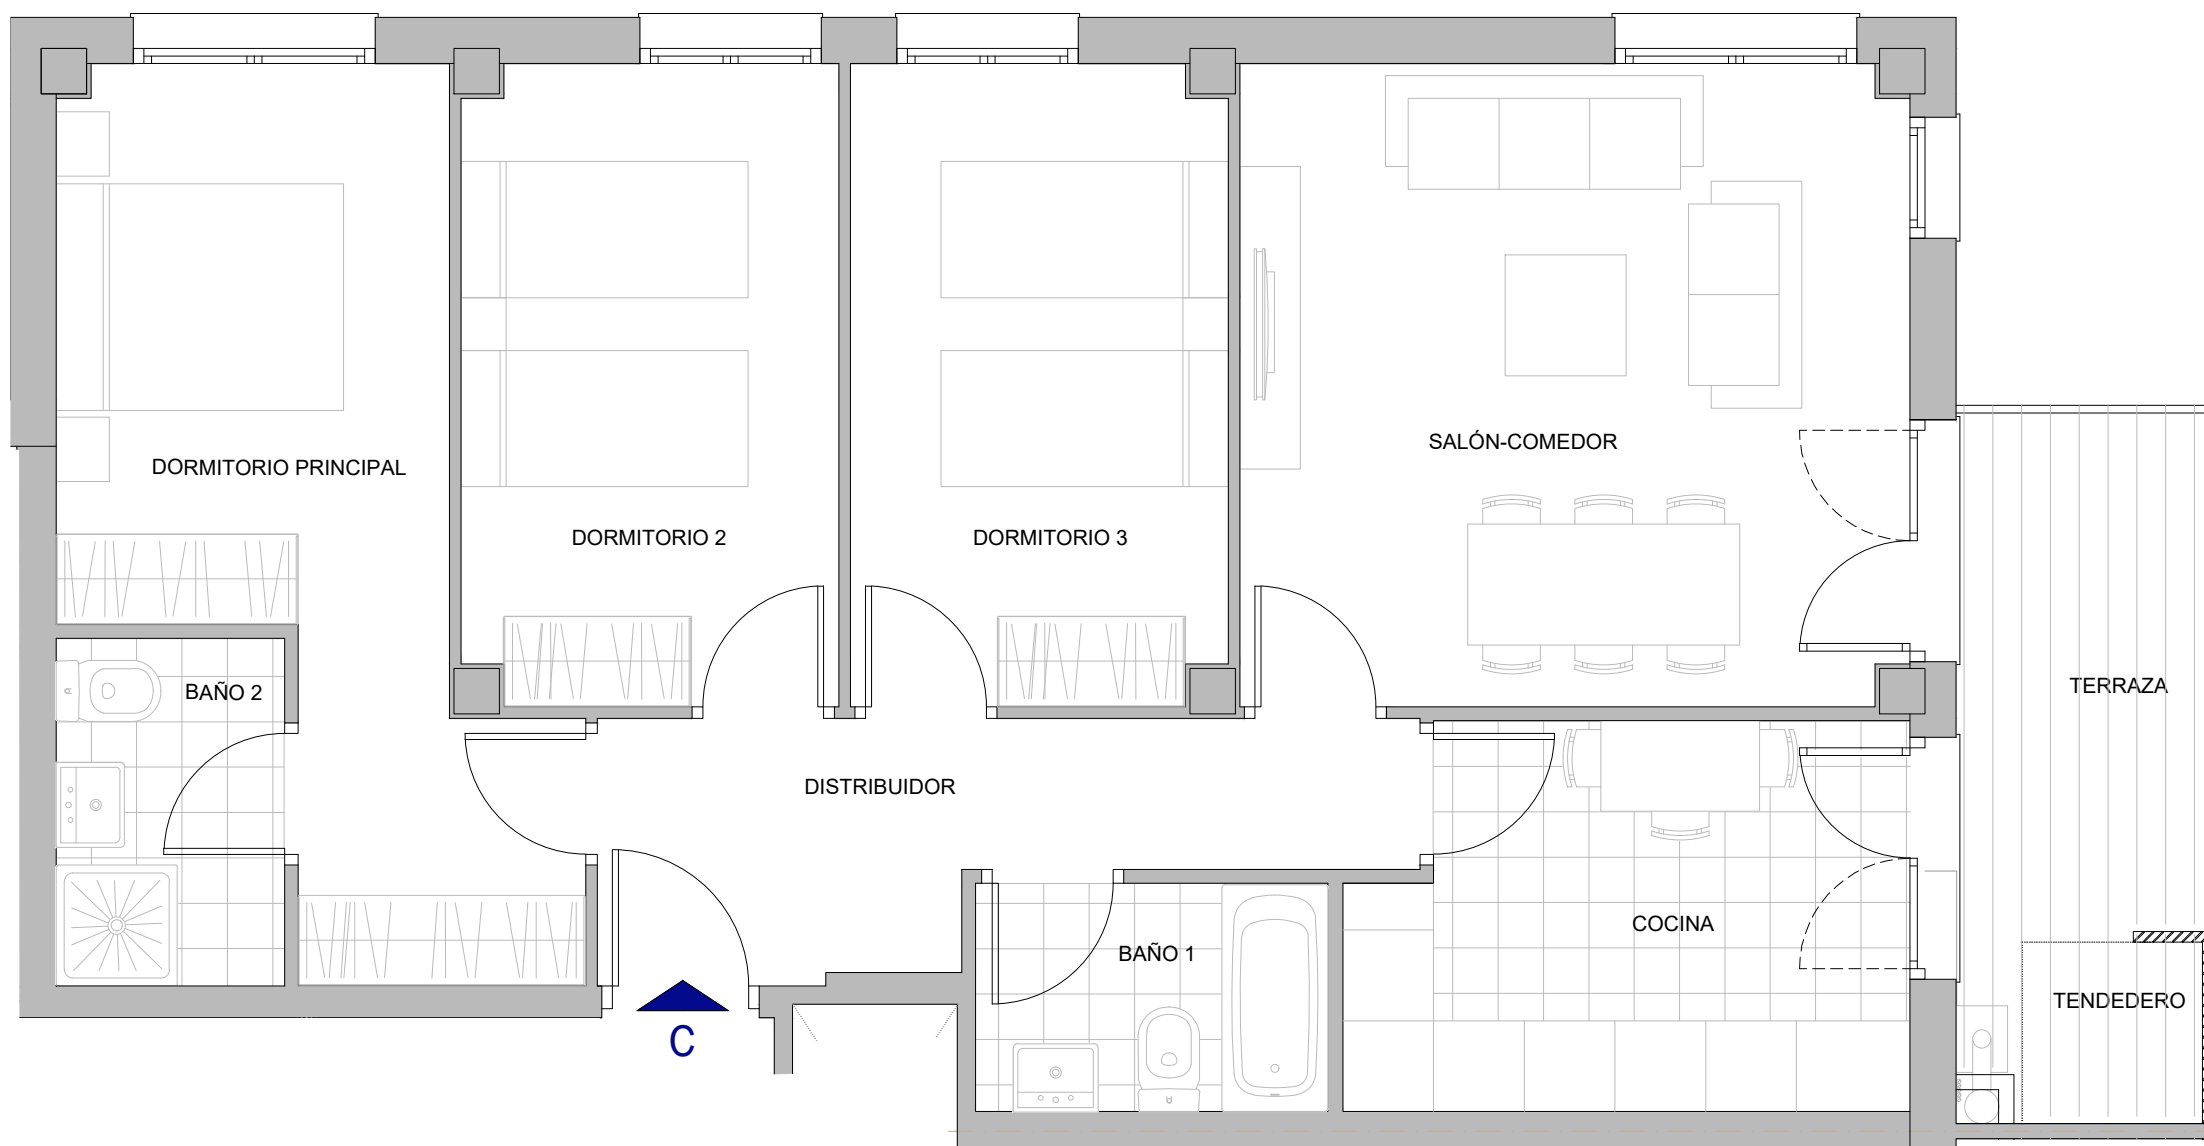 SALÓN-COMEDOR
DORMITORIO PRINCIPAL
DORMITORIO 2
DORMITORIO 3
BAÑO 2
TERRAZA
DISTRIBUIDOR
COCINA
BAÑO 1
TENDEDERO
C